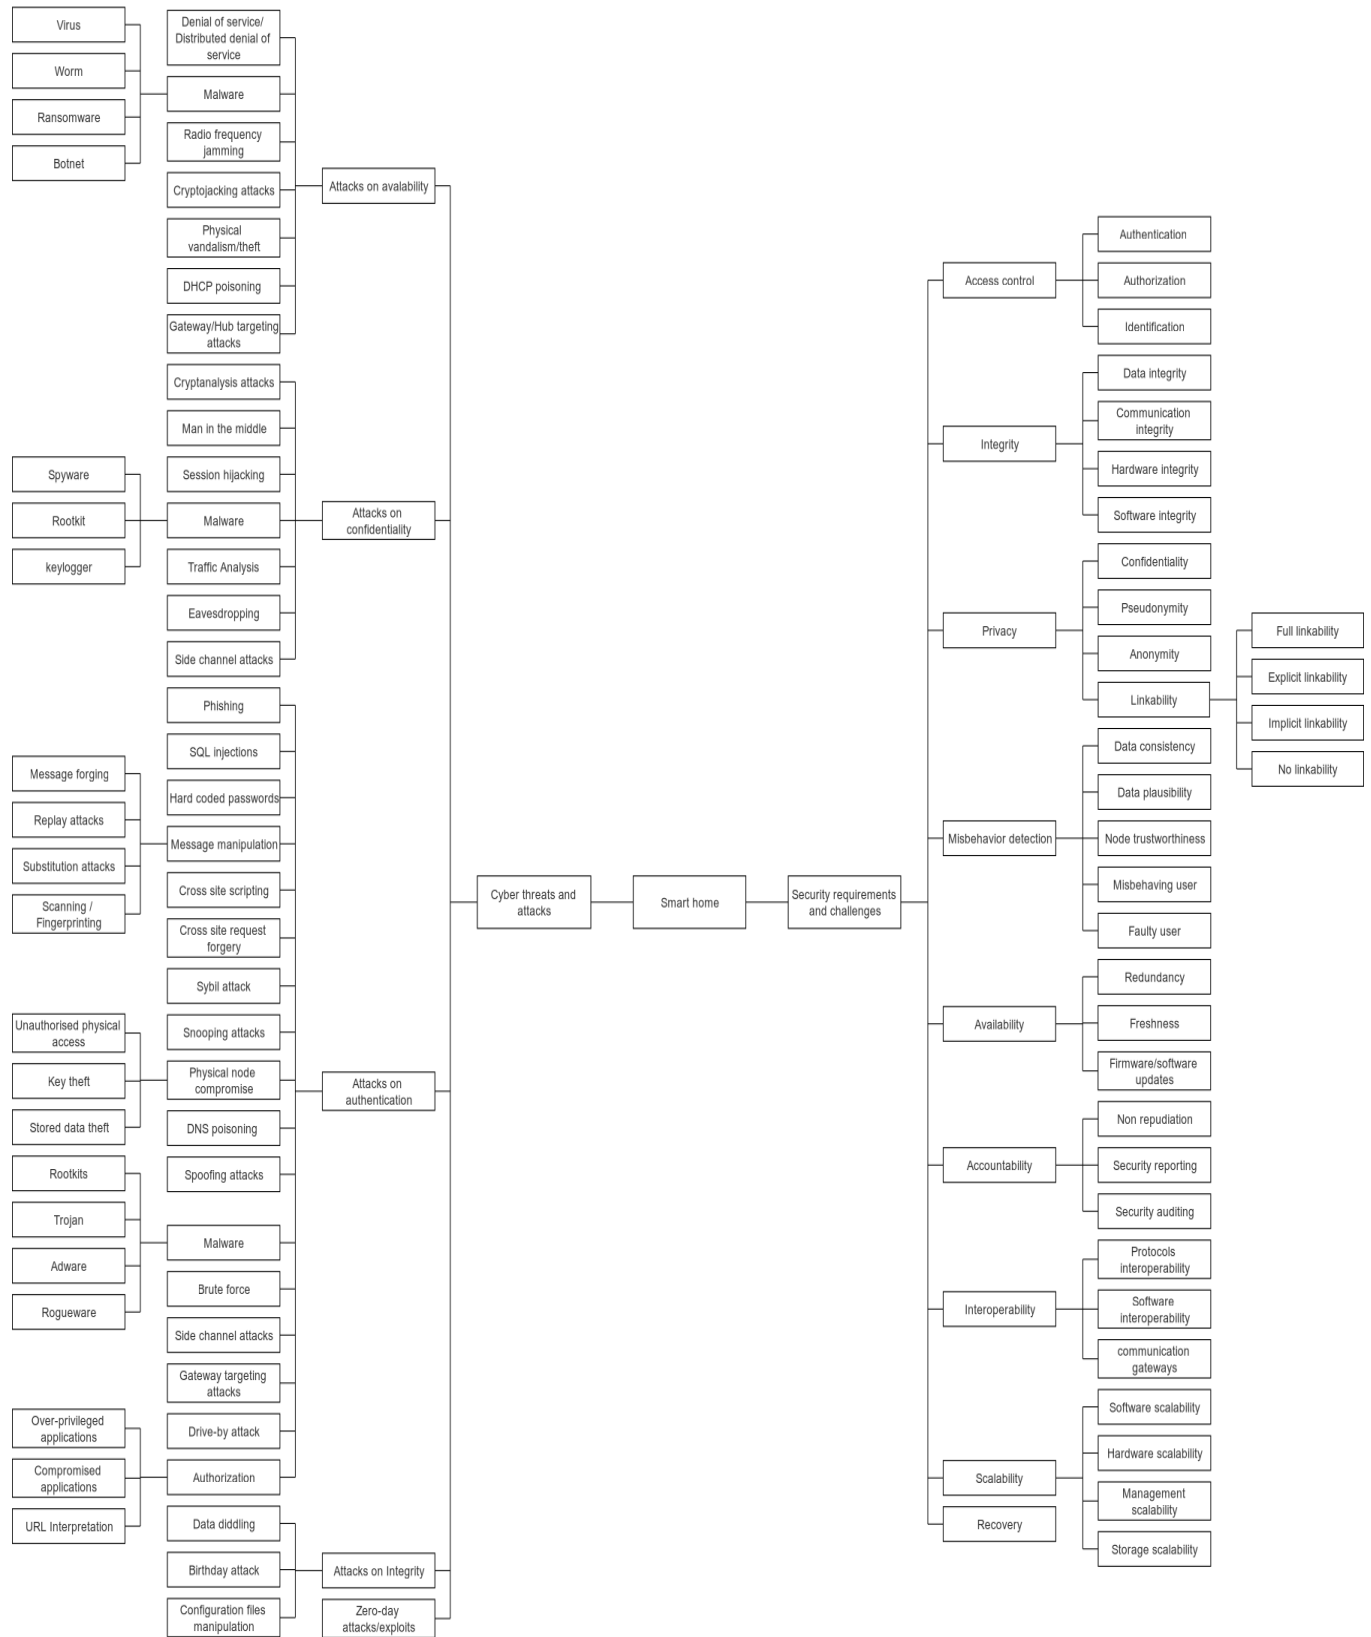 Virus
Worm
Ransomware
Botnet
Denial of service/
Distributed denial of
service
Malware
Radio frequency
jamming
Cryptojacking attacks
Physical
vandalism/theft
DHCP poisoning
Gateway/Hub targeting
attacks
Attacks on avalability
Cryptanalysis attacks
Man in the middle
Session hijacking
Malware
Traffic Analysis
Eavesdropping
Side channel attacks
Spyware
Rootkit
keylogger
Attacks on
confidentiality
Phishing
SQL injections
Hard coded passwords
Message manipulation
Cross site scripting
Cross site request
forgery
Sybil attack
Snooping attacks
Physical node
compromise
DNS poisoning
Spoofing attacks
Malware
Brute force
Side channel attacks
Gateway targeting
attacks
Drive-by attack
Authorization
Message forging
Replay attacks
Substitution attacks
Scanning /
Fingerprinting
Unauthorised physical
access
Key theft
Stored data theft
Rootkits
Trojan
Adware
Rogueware
Over-privileged
applications
Compromised
applications
URL Interpretation
Attacks on
authentication
Data diddling
Birthday attack
Configuration files
manipulation
Attacks on Integrity
Zero-day
attacks/exploits
Cyber threats and
attacks
Smart home
Security requirements
and challenges
Access control
Authentication
Authorization
Identification
Integrity
Data integrity
Communication
integrity
Hardware integrity
Software integrity
Privacy
Confidentiality
Pseudonymity
Anonymity
Linkability
Full linkability
Explicit linkability
Implicit linkability
No linkability
Misbehavior detection
Data consistency
Data plausibility
Node trustworthiness
Misbehaving user
Faulty user
Availability
Redundancy
Freshness
Firmware/software
updates
Accountability
Non repudiation
Security reporting
Security auditing
Interoperability
Protocols
interoperability
Software
interoperability
communication
gateways
Scalability
Software scalability
Hardware scalability
Management
scalability
Storage scalability
Recovery